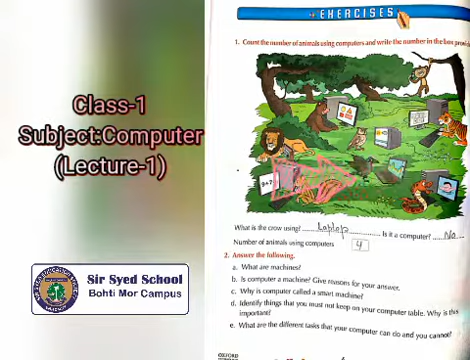 Class-1
Subject:Computer
(Lecture-1)
Sir Syed School
Bohti Mor Campus
EXERCISES
1. Count the number of animals using computers and write the number in the box
What is the crow using? Laptop Is it a computer? No
Number of animals using computers 4
2. Answer the following.
a. What are machines?
b. Is computer a machine? Give reasons for your answer.
c. Why is computer called a smart machine?
d. Identify things that you must not keep on your computer table. Why is this
important?
e. What are the different tasks that your computer can do and you cannot?
OXFORD